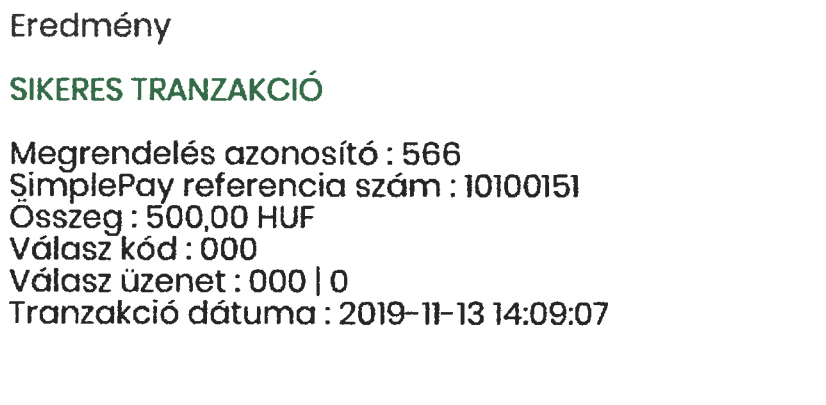 Eredmény
SIKERES TRANZAKCIÓ
Megrendelés azonosító : 566
SimplePay referencia szám : 10100151
Összeg : 500,00 HUF
Válasz kód : 000
Válasz üzenet : 000 | 0
Tranzakció dátuma : 2019-11-13 14:09:07